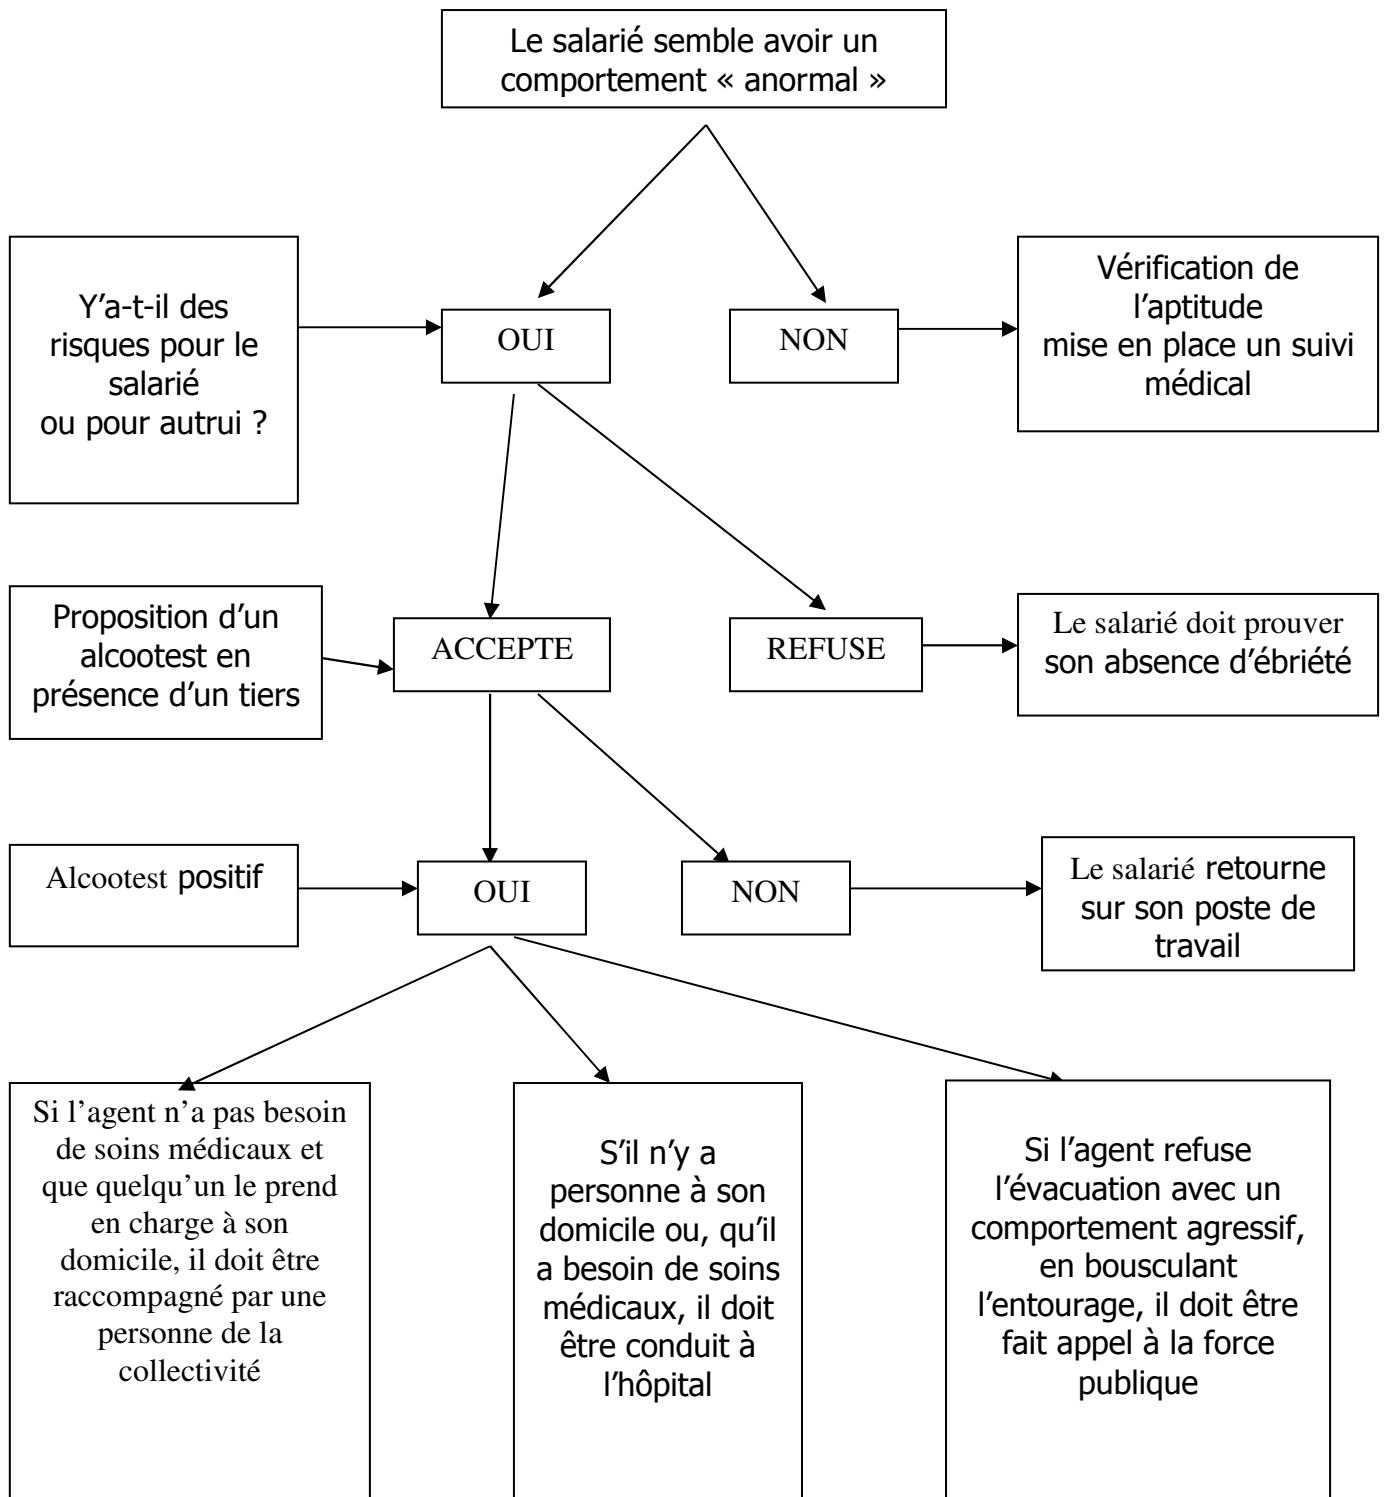 Le salarié semble avoir un
comportement « anormal »
Y’a-t-il des
risques pour le
salarié
ou pour autrui ?
OUI
NON
Vérification de
l’aptitude
mise en place un suivi
médical
Proposition d’un
alcootest en
présence d’un tiers
ACCEPTE
REFUSE
Le salarié doit prouver
son absence d’ébriété
Alcootest positif
OUI
NON
Le salarié retourne
sur son poste de
travail
Si l’agent n’a pas besoin
de soins médicaux et
que quelqu’un le prend
en charge à son
domicile, il doit être
raccompagné par une
personne de la
collectivité
S’il n’y a
personne à son
domicile ou, qu’il
a besoin de soins
médicaux, il doit
être conduit à
l’hôpital
Si l’agent refuse
l’évacuation avec un
comportement agressif,
en bousculant
l’entourage, il doit être
fait appel à la force
publique